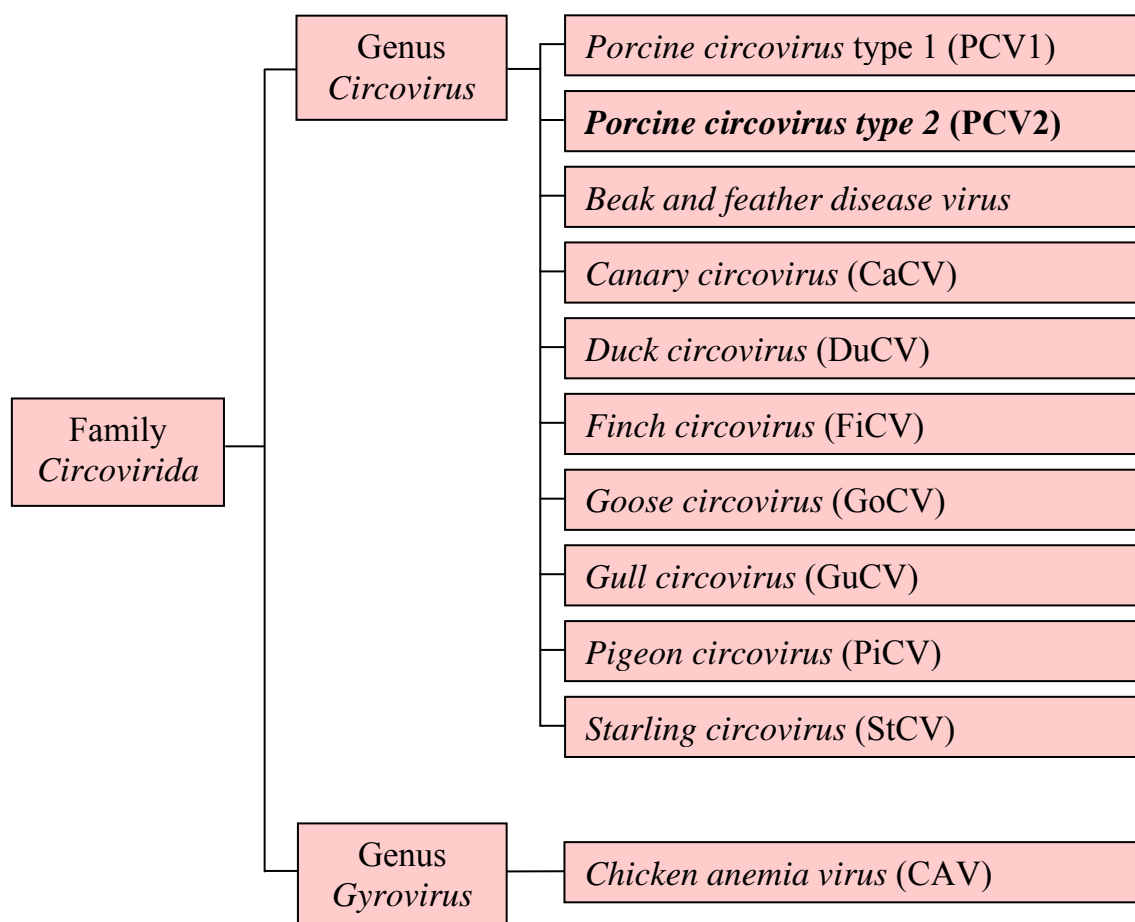 Genus
Circovirus
Porcine circovirus type 1 (PCV1)
Porcine circovirus type 2 (PCV2)
Beak and feather disease virus
Canary circovirus (CaCV)
Duck circovirus (DuCV)
Family
Circovirida
Finch circovirus (FiCV)
Goose circovirus (GoCV)
Gull circovirus (GuCV)
Pigeon circovirus (PiCV)
Starling circovirus (StCV)
Genus
Gyrovirus
Chicken anemia virus (CAV)